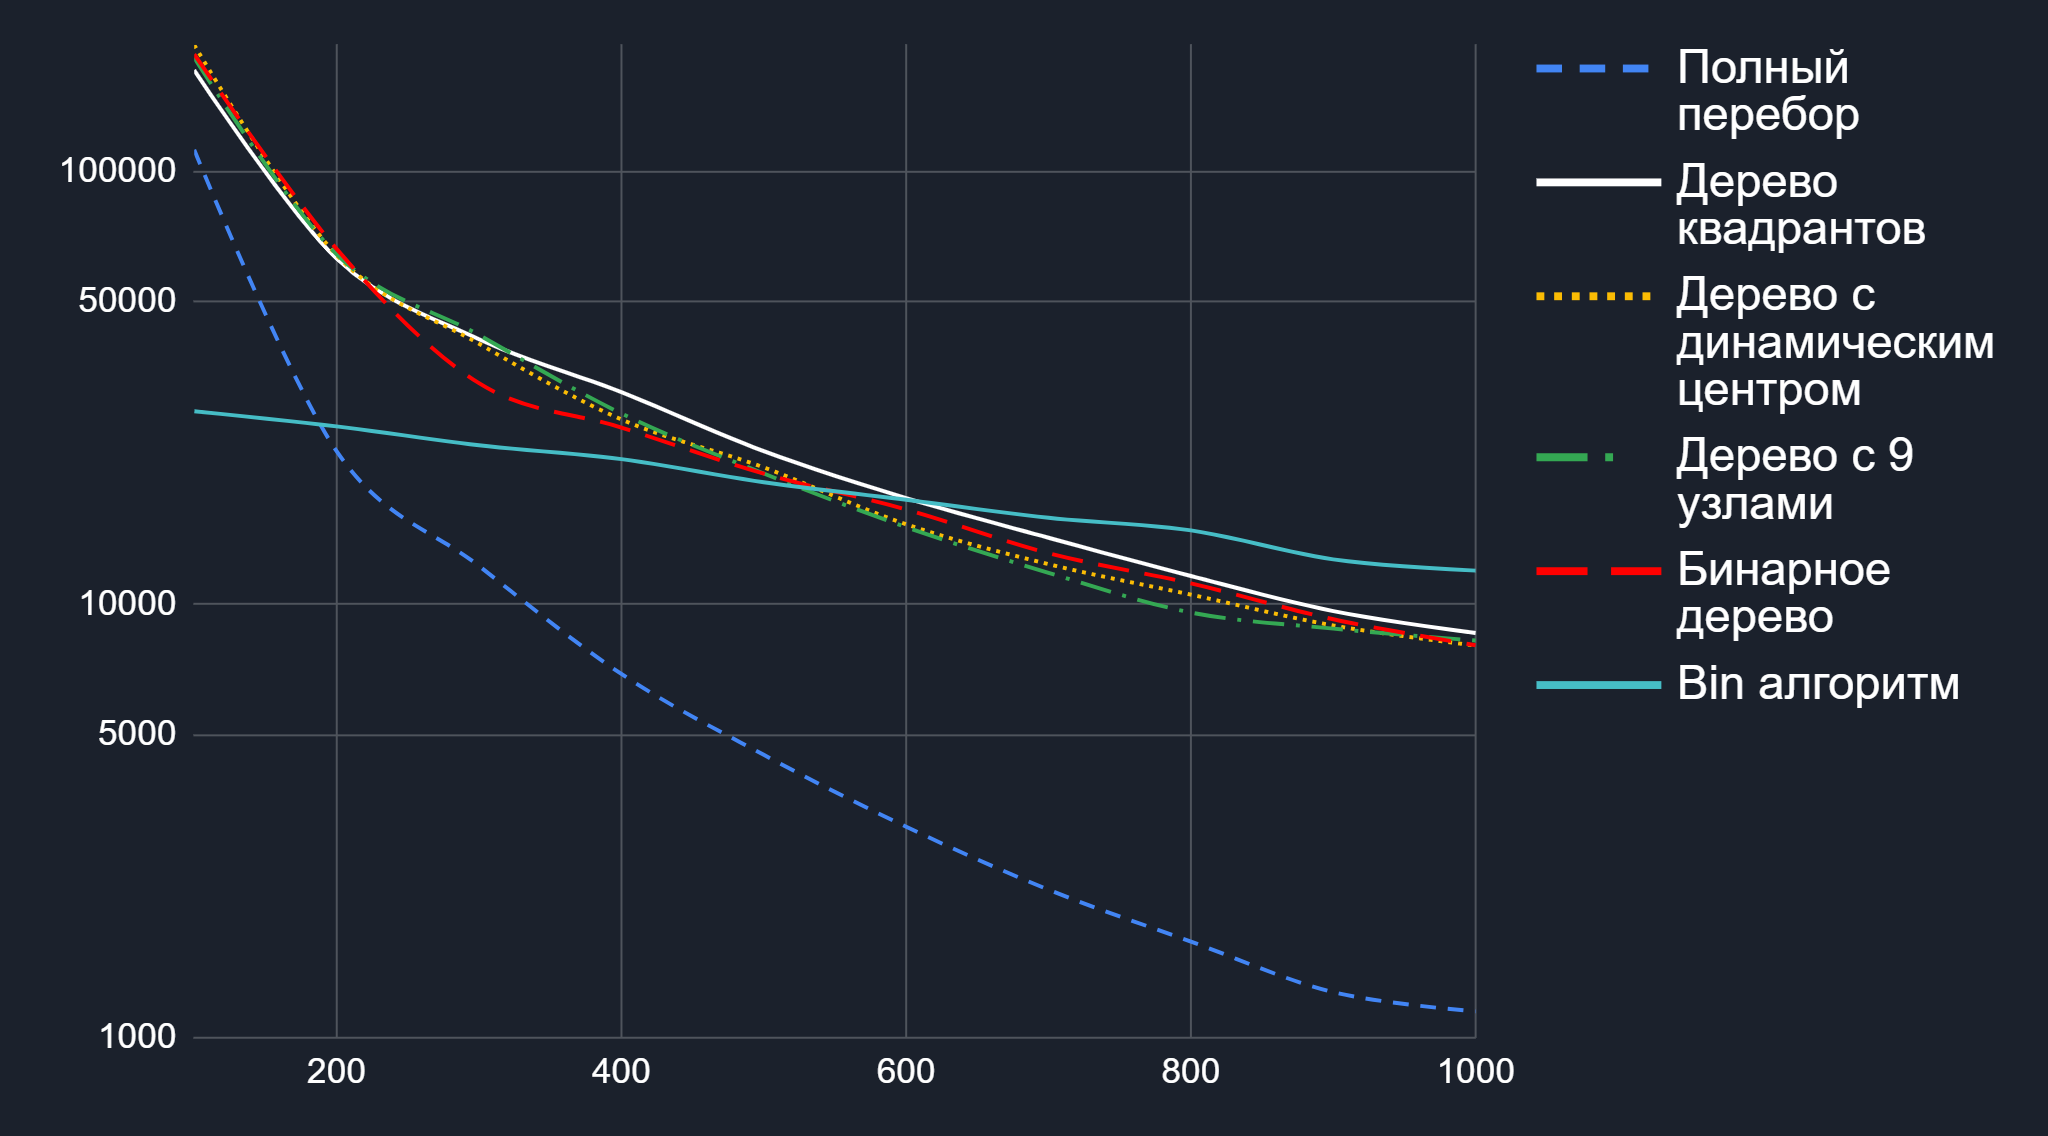 100000
50000
10000
5000
1000
200
400
600
800
1000
Полный
перебор
Дерево
квадрантов
Дерево с
динамическим
центром
Дерево с 9
узлами
Бинарное
дерево
Bin алгоритм